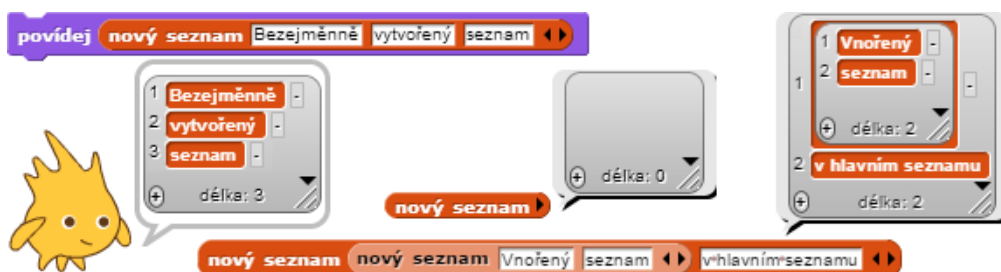 povídej nový seznam Bezejměnně vytvořený seznam
1 Bezejměnně -
2 vytvořený -
3 seznam -
+ délka: 3
nový seznam
+ délka: 0
1
1 Vnořený -
2 seznam -
+ délka: 2
-
2 v hlavním seznamu
+ délka: 2
nový seznam nový seznam Vnořený seznam v hlavním seznamu